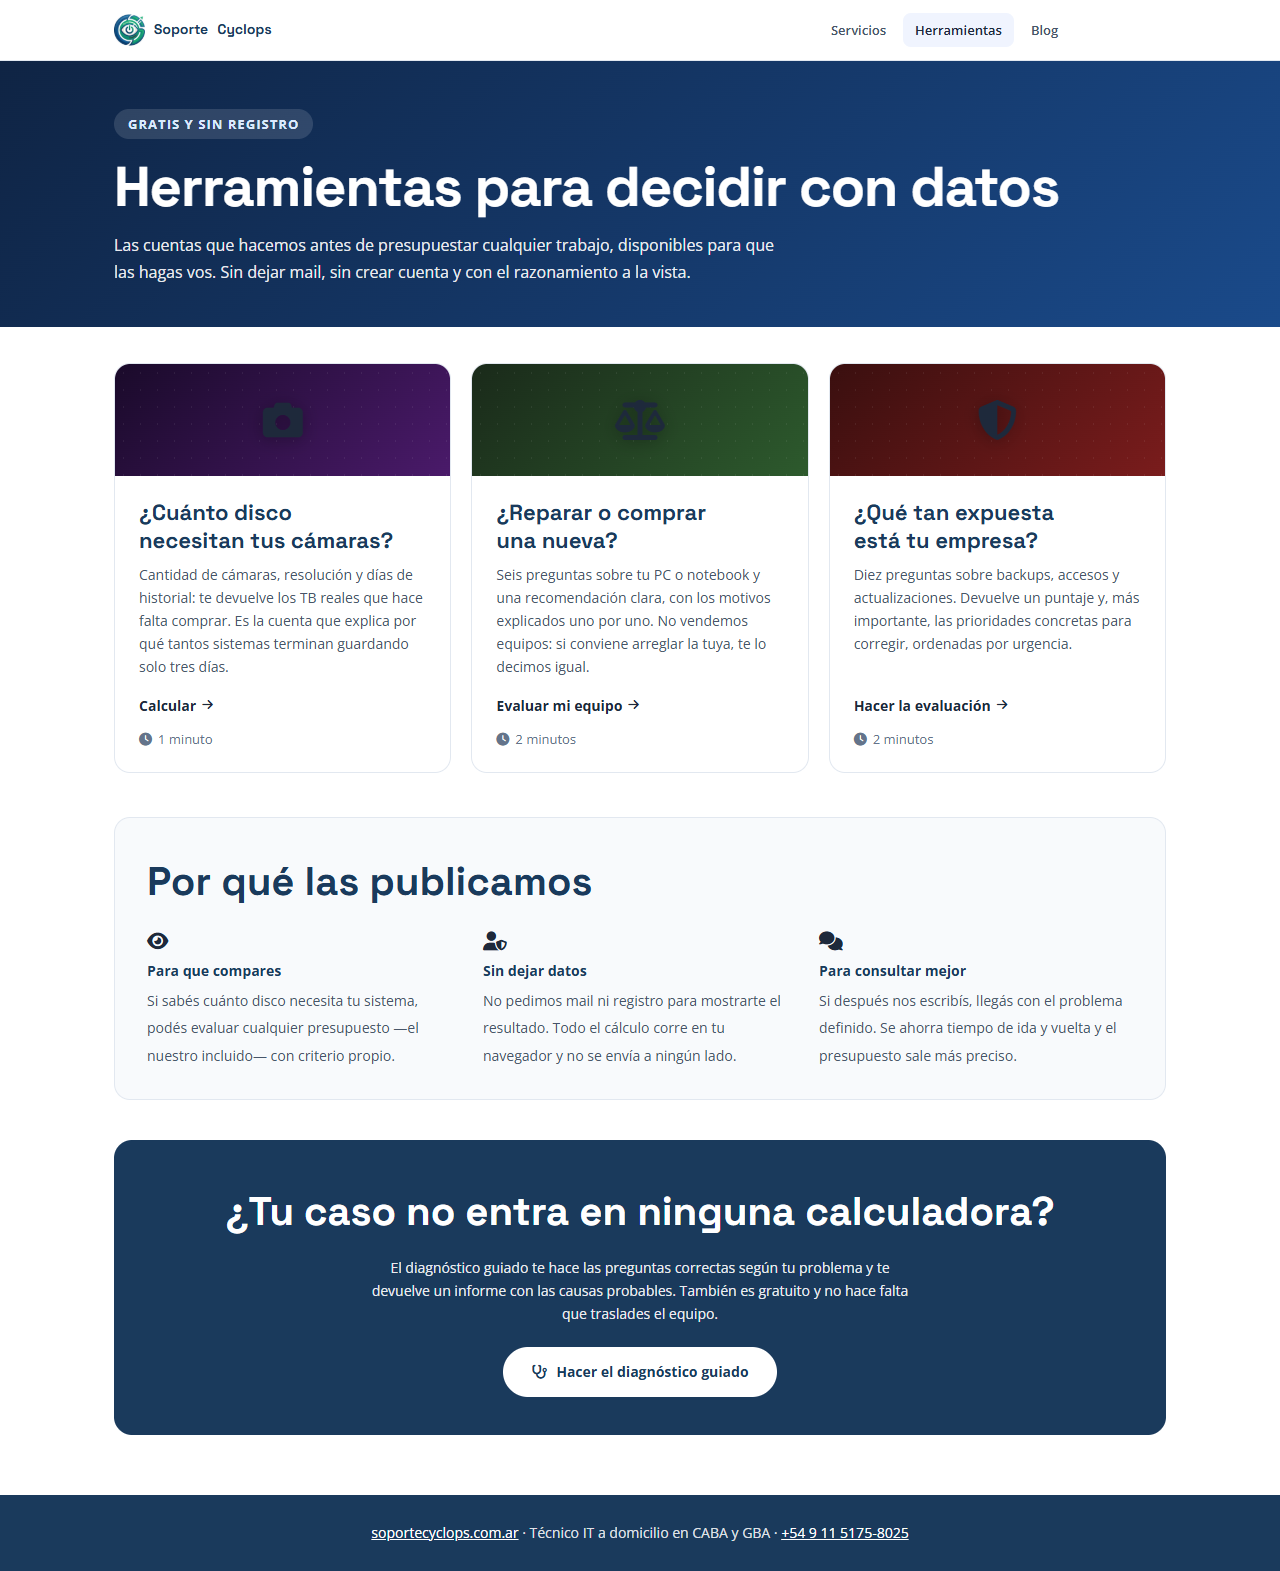 Soporte Cyclops
Servicios
Herramientas
Blog
GRATIS Y SIN REGISTRO
Herramientas para decidir con datos
Las cuentas que hacemos antes de presupuestar cualquier trabajo, disponibles para que
las hagas vos. Sin dejar mail, sin crear cuenta y con el razonamiento a la vista.
¿Cuánto disco
necesitan tus cámaras?
Cantidad de cámaras, resolución y días de
historial: te devuelve los TB reales que hace
falta comprar. Es la cuenta que explica por
qué tantos sistemas terminan guardando
solo tres días.
Calcular →
1 minuto
¿Reparar o comprar
una nueva?
Seis preguntas sobre tu PC o notebook y
una recomendación clara, con los motivos
explicados uno por uno. No vendemos
equipos: si conviene arreglar la tuya, te lo
decimos igual.
Evaluar mi equipo →
2 minutos
¿Qué tan expuesta
está tu empresa?
Diez preguntas sobre backups, accesos y
actualizaciones. Devuelve un puntaje y, más
importante, las prioridades concretas para
corregir, ordenadas por urgencia.
Hacer la evaluación →
2 minutos
Por qué las publicamos
Para que compares
Si sabés cuánto disco necesita tu sistema,
podés evaluar cualquier presupuesto —el
nuestro incluido— con criterio propio.
Sin dejar datos
No pedimos mail ni registro para mostrarte el
resultado. Todo el cálculo corre en tu
navegador y no se envía a ningún lado.
Para consultar mejor
Si después nos escribís, llegás con el problema
definido. Se ahorra tiempo de ida y vuelta y el
presupuesto sale más preciso.
¿Tu caso no entra en ninguna calculadora?
El diagnóstico guiado te hace las preguntas correctas según tu problema y te
devuelve un informe con las causas probables. También es gratuito y no hace falta
que traslades el equipo.
Hacer el diagnóstico guiado
soportecyclops.com.ar · Técnico IT a domicilio en CABA y GBA · +54 9 11 5175-8025